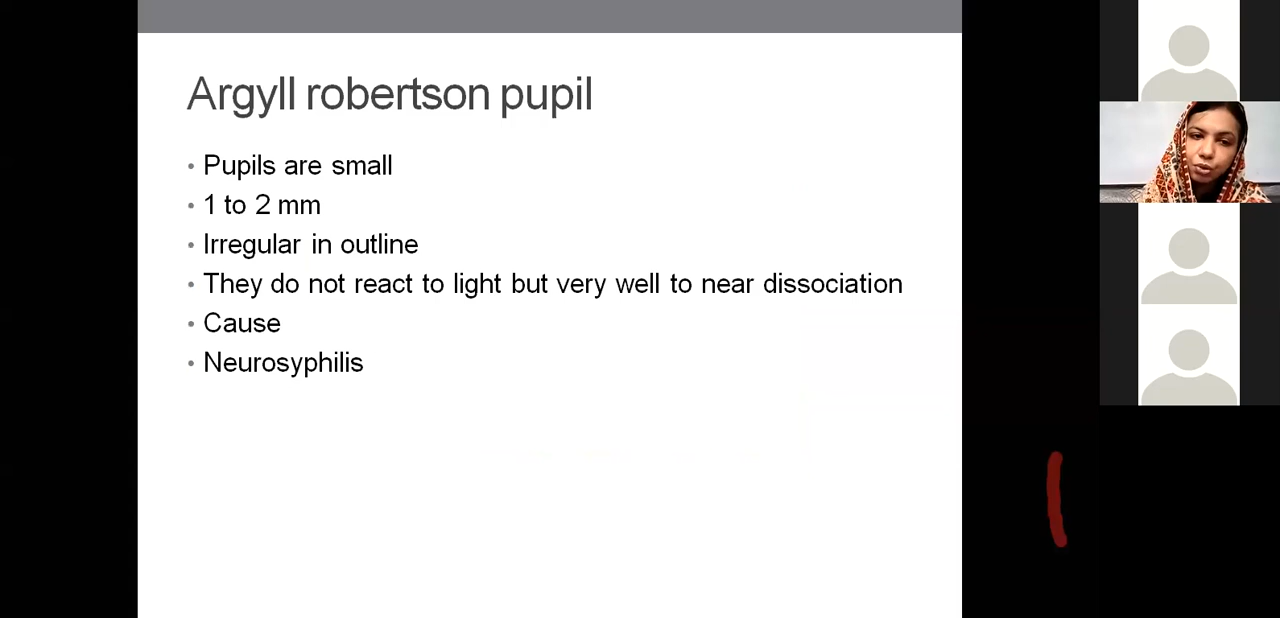 Argyll robertson pupil
• Pupils are small
• 1 to 2 mm
• Irregular in outline
• They do not react to light but very well to near dissociation
• Cause
• Neurosyphilis